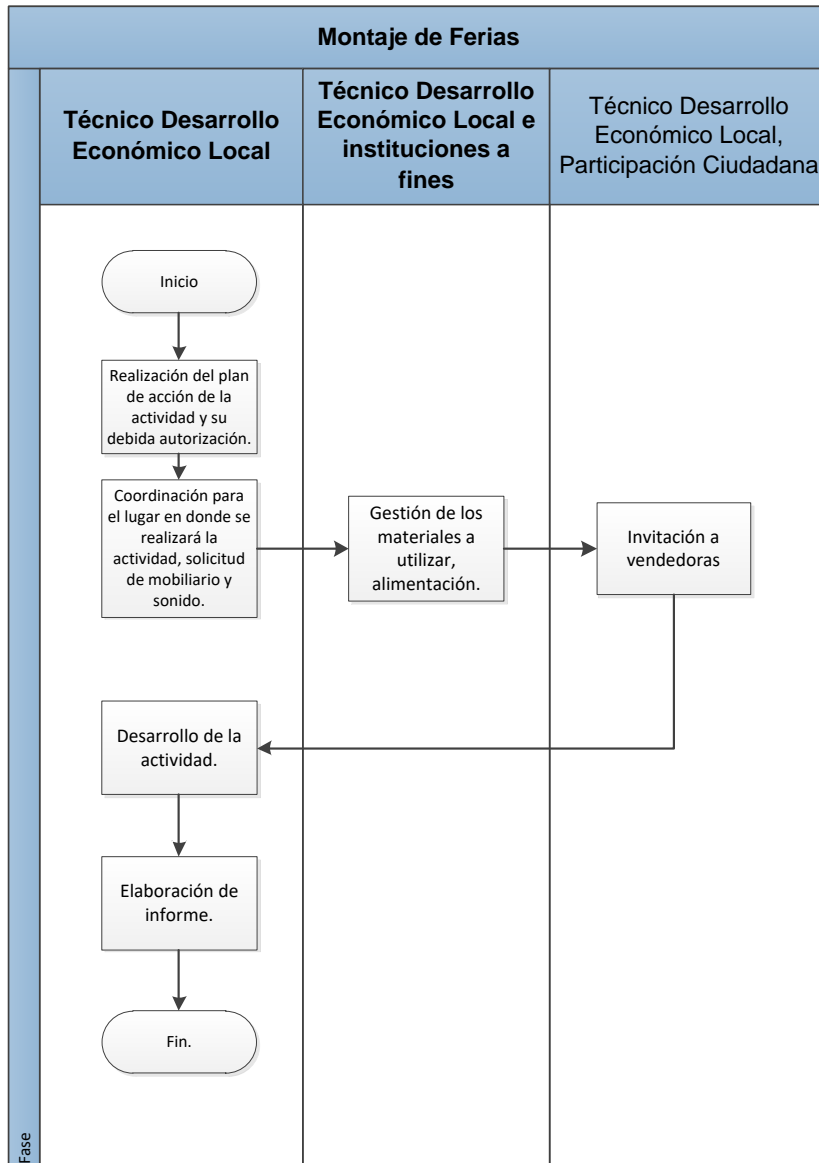 Montaje de Ferias
Técnico Desarrollo
Económico Local
Técnico Desarrollo
Económico Local e
instituciones a
fines
Técnico Desarrollo
Económico Local,
Participación Ciudadana
Inicio
Realización del plan
de acción de la
actividad y su
debida autorización.
Coordinación para
el lugar en donde se
realizará la
actividad, solicitud
de mobiliario y
sonido.
Gestión de los
materiales a
utilizar,
alimentación.
Invitación a
vendedoras
Desarrollo de la
actividad.
Elaboración de
informe.
Fin.
Fase